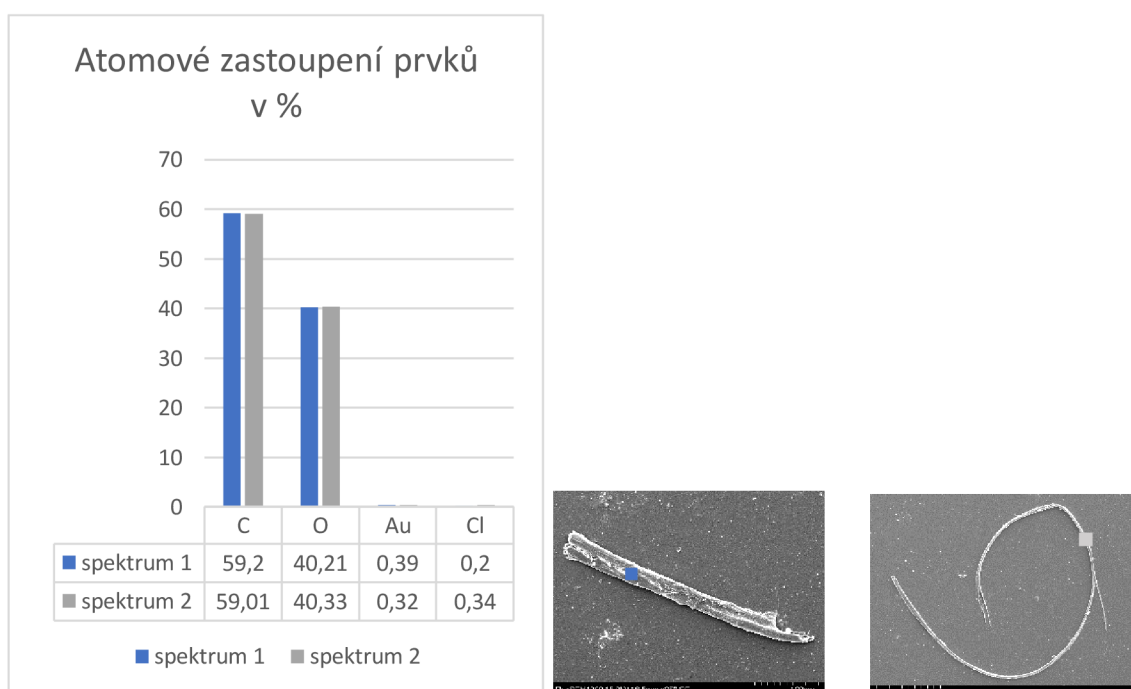 Atomové zastoupení prvků
v %
70
60
50
40
30
20
10
0
C O Au Cl
spektrum 1 59,2 40,21 0,39 0,2
spektrum 2 59,01 40,33 0,32 0,34
spektrum 1 spektrum 2